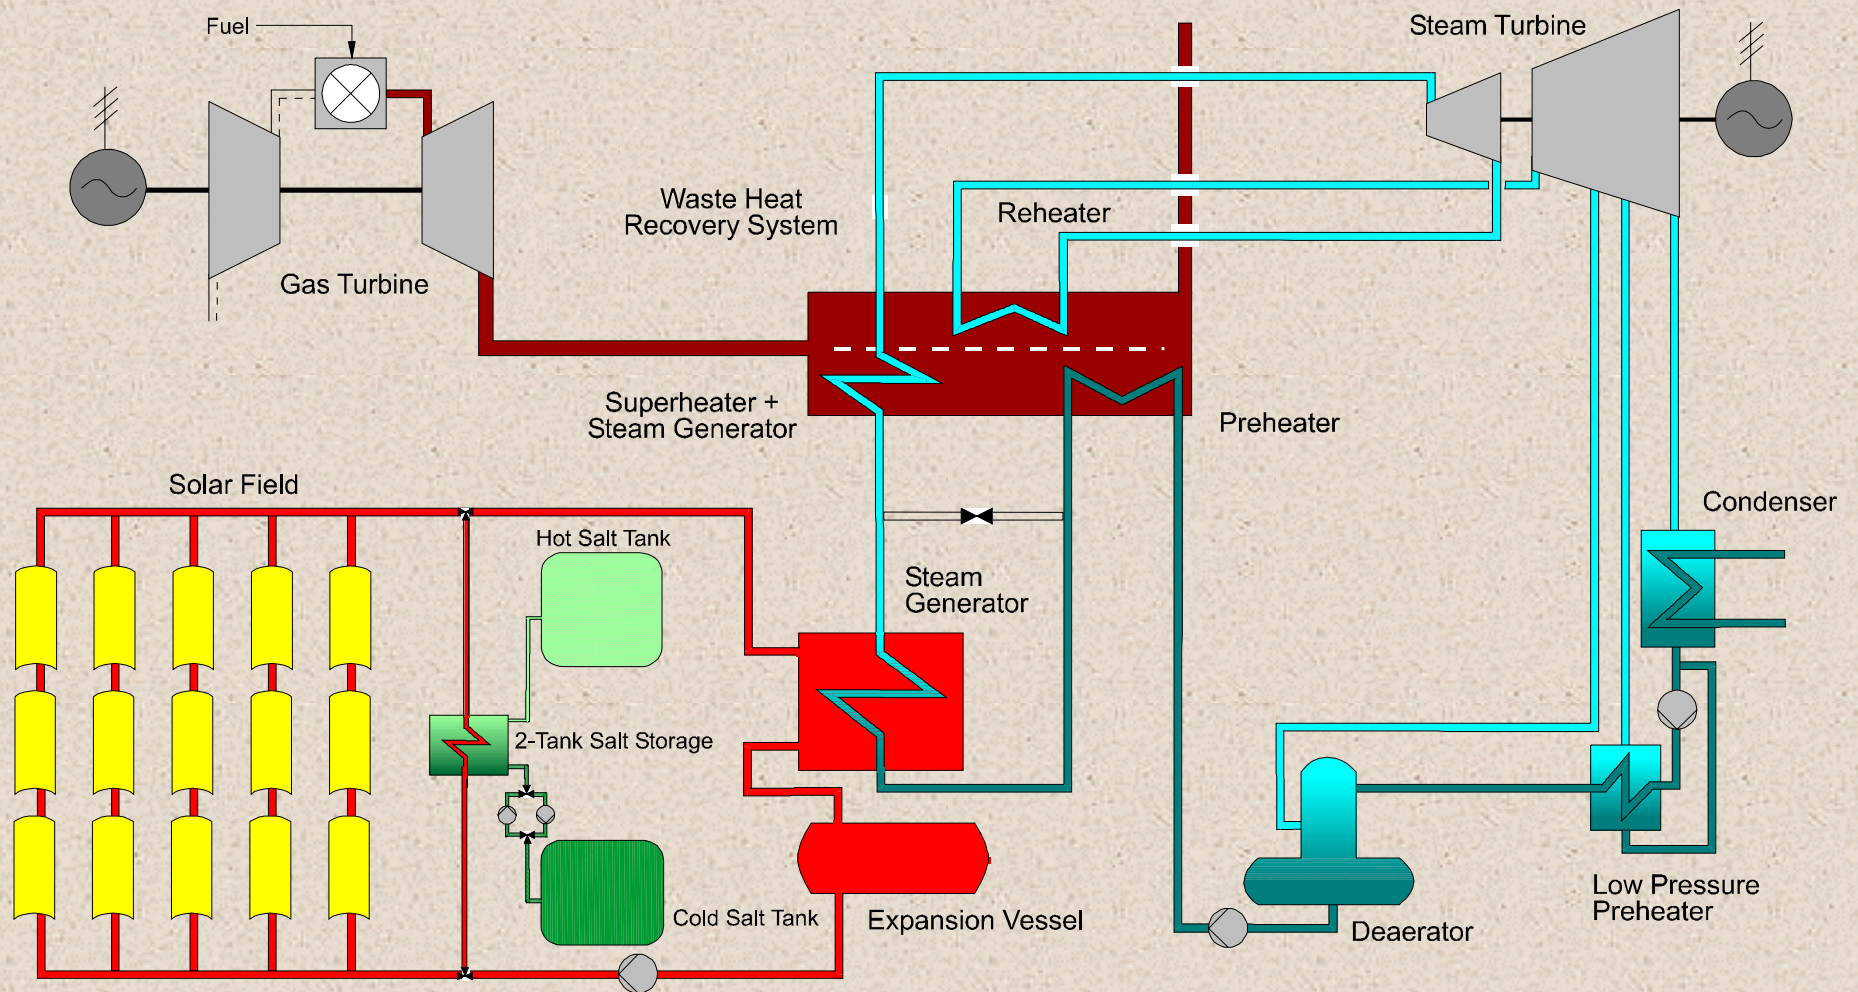 Fuel
Steam Turbine
Waste Heat
Recovery System
Reheater
Gas Turbine
Superheater +
Steam Generator
Preheater
Solar Field
Condenser
Hot Salt Tank
Steam
Generator
2-Tank Salt Storage
Low Pressure
Preheater
Cold Salt Tank
Expansion Vessel
Deaerator